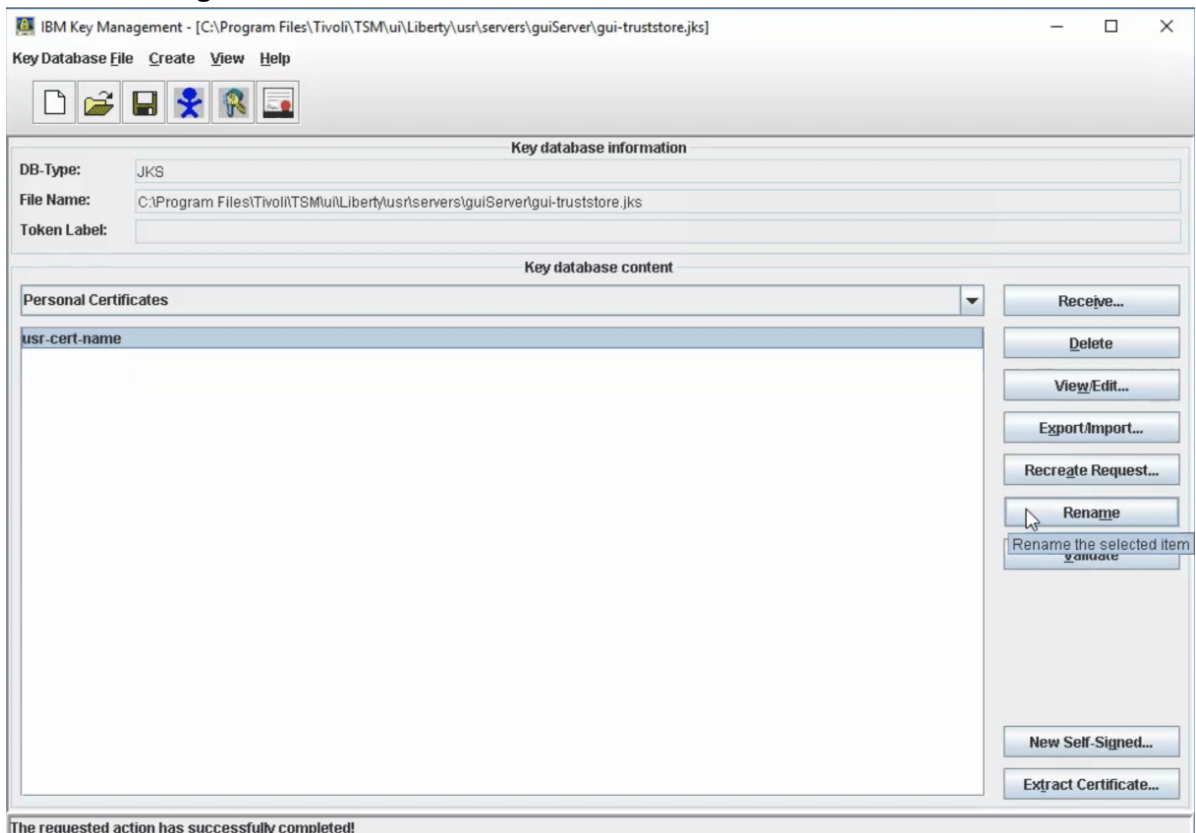 IBM Key Management - [C:\Program Files\Tivoli\TSM\ui\Liberty\usr\servers\guiServer\gui-truststore.jks]
Key Database File Create View Help
Key database information
DB-Type: JKS
File Name: C:\Program Files\Tivoli\TSM\ui\Liberty\usr\servers\guiServer\gui-truststore.jks
Token Label:
Key database content
Personal Certificates
Receive...
usr-cert-name
Delete
View/Edit...
Export/Import...
Recreate Request...
Rename
Rename the selected item
Validate
New Self-Signed...
Extract Certificate...
The requested action has successfully completed!